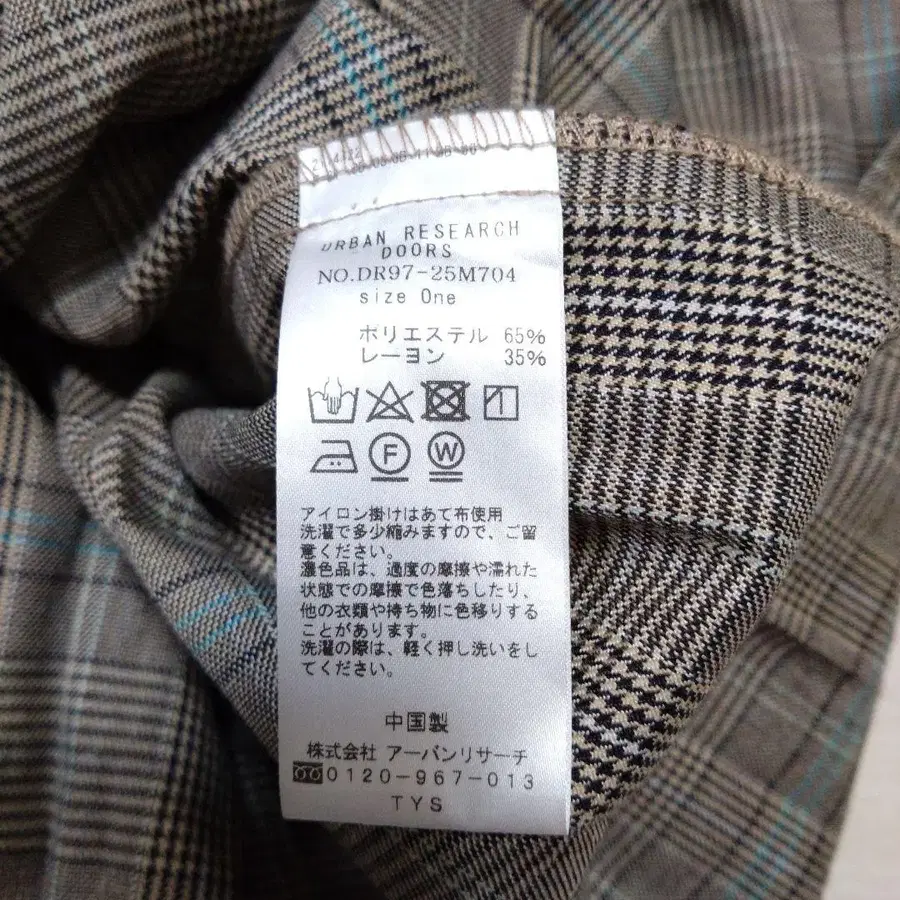 URBAN RESEARCH
DOORS
NO.DR97-25M704
size One
ポリエステル 65%
レーヨン 35%
F W
アイロン掛けはあて布使用
洗濯で多少縮みますので、ご留
意ください。
濃色品は、過度の摩擦や濡れた
状態での摩擦で色落ちしたり、
他の衣類や持ち物に色移りする
ことがあります。
洗濯の際は、軽く押し洗いをし
てください。
中国製
株式会社 アーバンリサーチ
0120-967-013
TYS